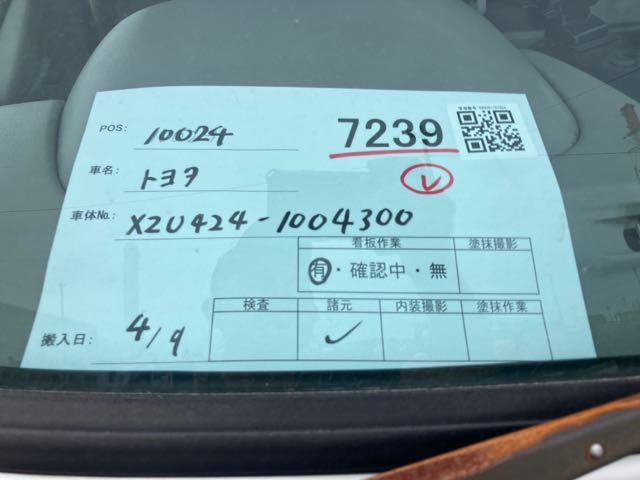 POS: 10024
7239
車名: トヨタ
レ
車体No.: XZU424-1004300
看板作業 塗抹撮影
有・確認中・無
検査 諸元 内装撮影 塗抹作業
搬入日: 4/9
✓